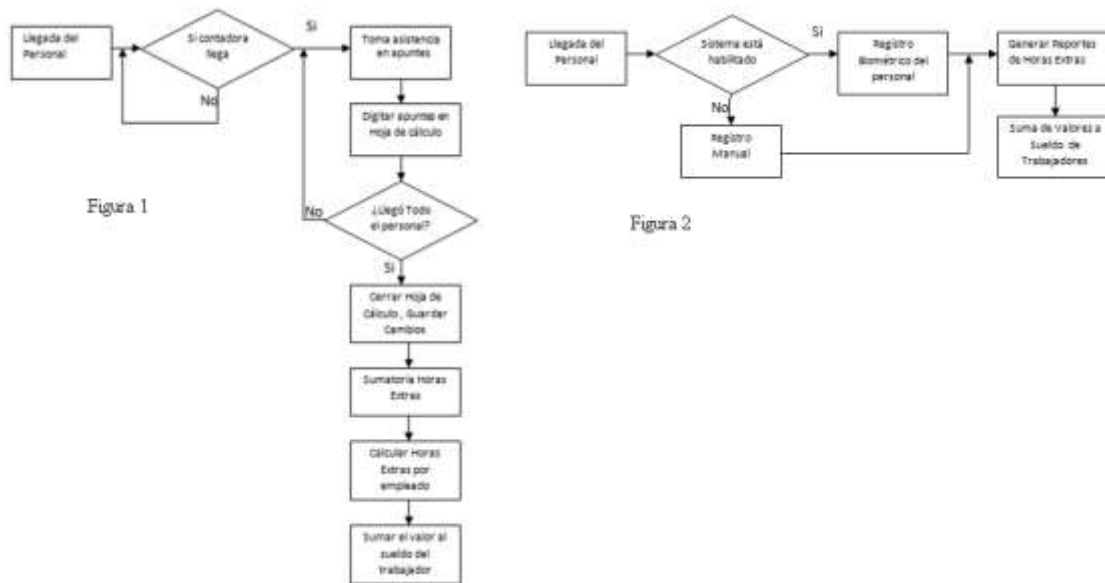 Llegada del
Personal
Si contadora
llega
Si
No
Toma asistencia
en apuntes
Digitar apuntes en
Hoja de cálculo
¿Llegó Todo
el personal?
No
Si
Cerrar Hoja de
Cálculo , Guardar
Cambios
Sumatoria Horas
Extras
Cálcular Horas
Extras por
empleado
Sumar el valor al
sueldo del
trabajador
Figura 1
Llegada del
Personal
Sistema está
habilitado
Si
No
Registro
Biométrico del
personal
Registro
Manual
Generar Reportes
de Horas Extras
Suma de Valores a
Sueldo de
Trabajadores
Figura 2